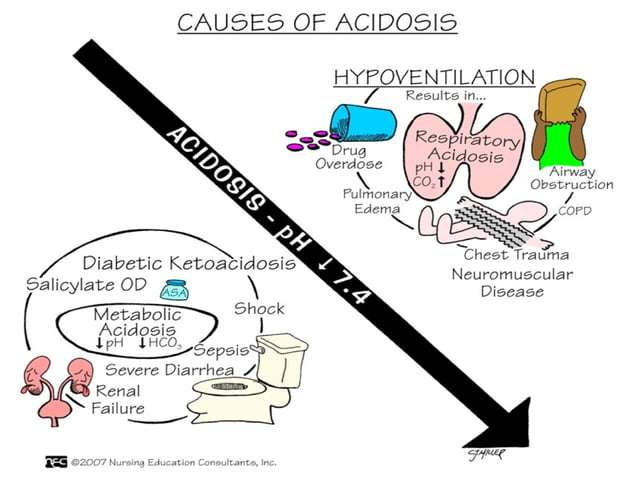 CAUSES OF ACIDOSIS
HYPOVENTILATION
Results in...
Respiratory
Acidosis
pH ↓
CO₂ ↑
Drug
Overdose
Airway
Obstruction
Pulmonary
Edema
COPD
Chest Trauma
Neuromuscular
Disease
ACIDOSIS - pH ↓ 7.4
Diabetic Ketoacidosis
Salicylate OD
ASA
Shock
Metabolic
Acidosis
↓pH ↓HCO₃
Sepsis
Severe Diarrhea
Renal
Failure
NEC ©2007 Nursing Education Consultants, Inc.